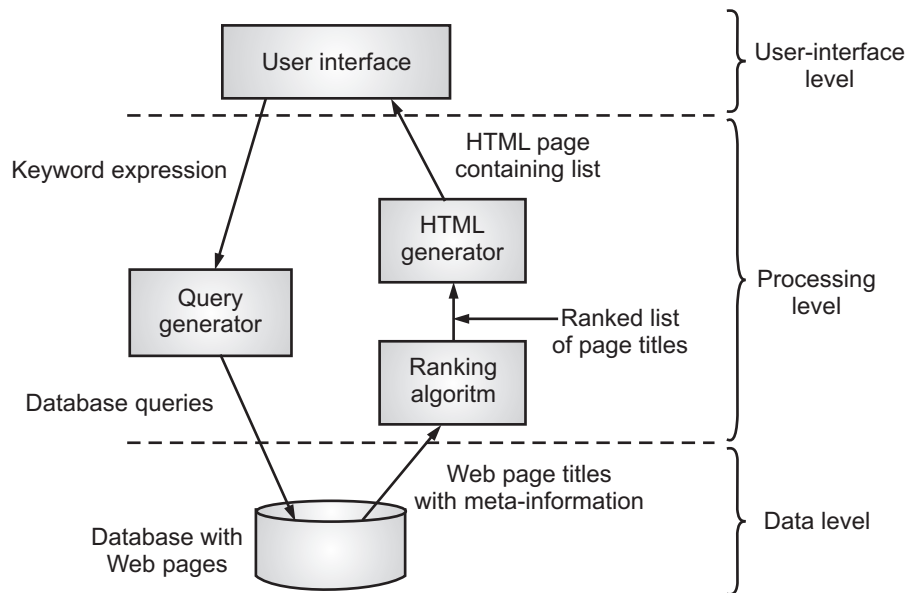 User interface
User-interface
level
Keyword expression
HTML page
containing list
HTML
generator
Query
generator
Processing
level
Ranked list
of page titles
Ranking
algoritm
Database queries
Web page titles
with meta-information
Database with
Web pages
Data level